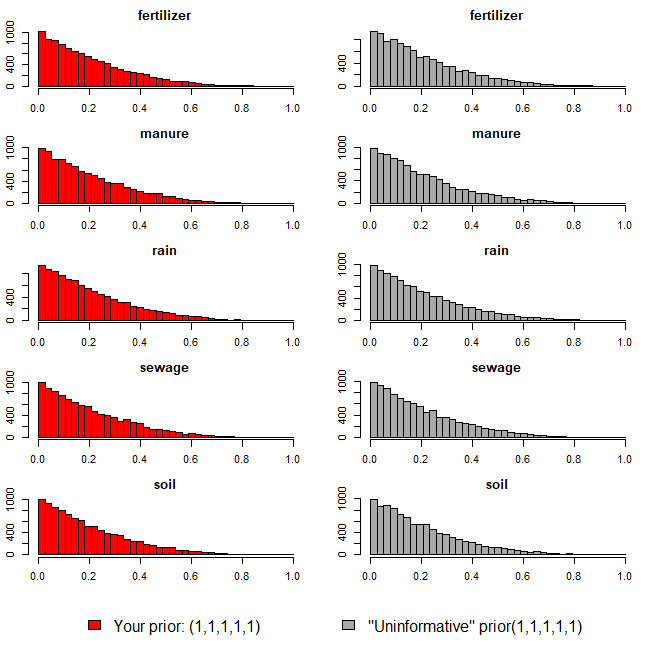 fertilizer fertilizer
0 400 1000 0 400
0.0 0.2 0.4 0.6 0.8 1.0 0.0 0.2 0.4 0.6 0.8 1.0
manure manure
0 400 1000 0 400 1000
0.0 0.2 0.4 0.6 0.8 1.0 0.0 0.2 0.4 0.6 0.8 1.0
rain rain
0 400 0 400 1000
0.0 0.2 0.4 0.6 0.8 1.0 0.0 0.2 0.4 0.6 0.8 1.0
sewage sewage
0 400 1000 0 400 1000
0.0 0.2 0.4 0.6 0.8 1.0 0.0 0.2 0.4 0.6 0.8 1.0
soil soil
0 400 1000 0 400 1000
0.0 0.2 0.4 0.6 0.8 1.0 0.0 0.2 0.4 0.6 0.8 1.0
Your prior: (1,1,1,1,1) "Uninformative" prior(1,1,1,1,1)